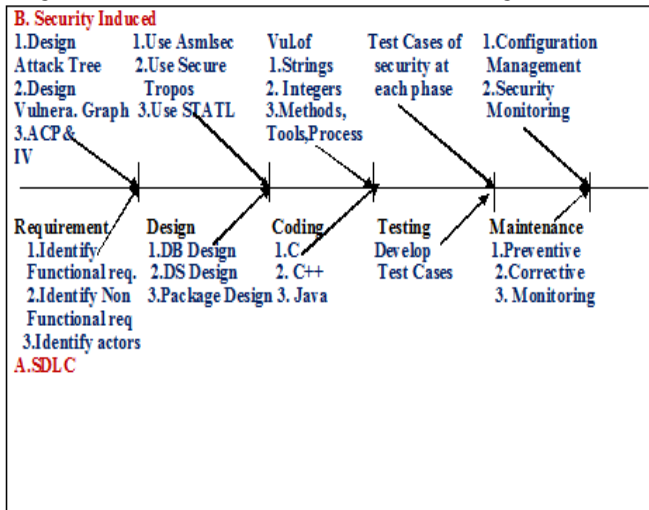 B. Security Induced
1.Design
Attack Tree
2.Design
Vulnera. Graph
3.ACP&
IV
1.Use Asmlsec
2.Use Secure
Tropos
3.Use STATL
VuLof
1.Strings
2. Integers
3.Methods,
Tools,Process
Test Cases of
security at
each phase
1.Configuration
Management
2.Security
Monitoring
Requirement
1.Identify
Functional req.
2.Identify Non
Functional req
3.Identify actors
Design
1.DB Design
2.DS Design
3.Package Design
Coding
1.C
2. C++
3. Java
Testing
Develop
Test Cases
Maintenance
1.Preventive
2.Corrective
3. Monitoring
A.SDLC